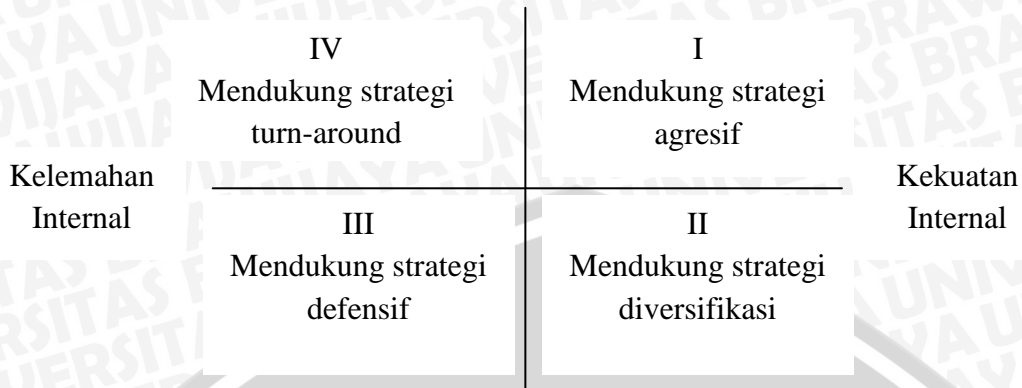 IV
Mendukung strategi
turn-around
I
Mendukung strategi
agresif
Kelemahan
Internal
Kekuatan
Internal
III
Mendukung strategi
defensif
II
Mendukung strategi
diversifikasi